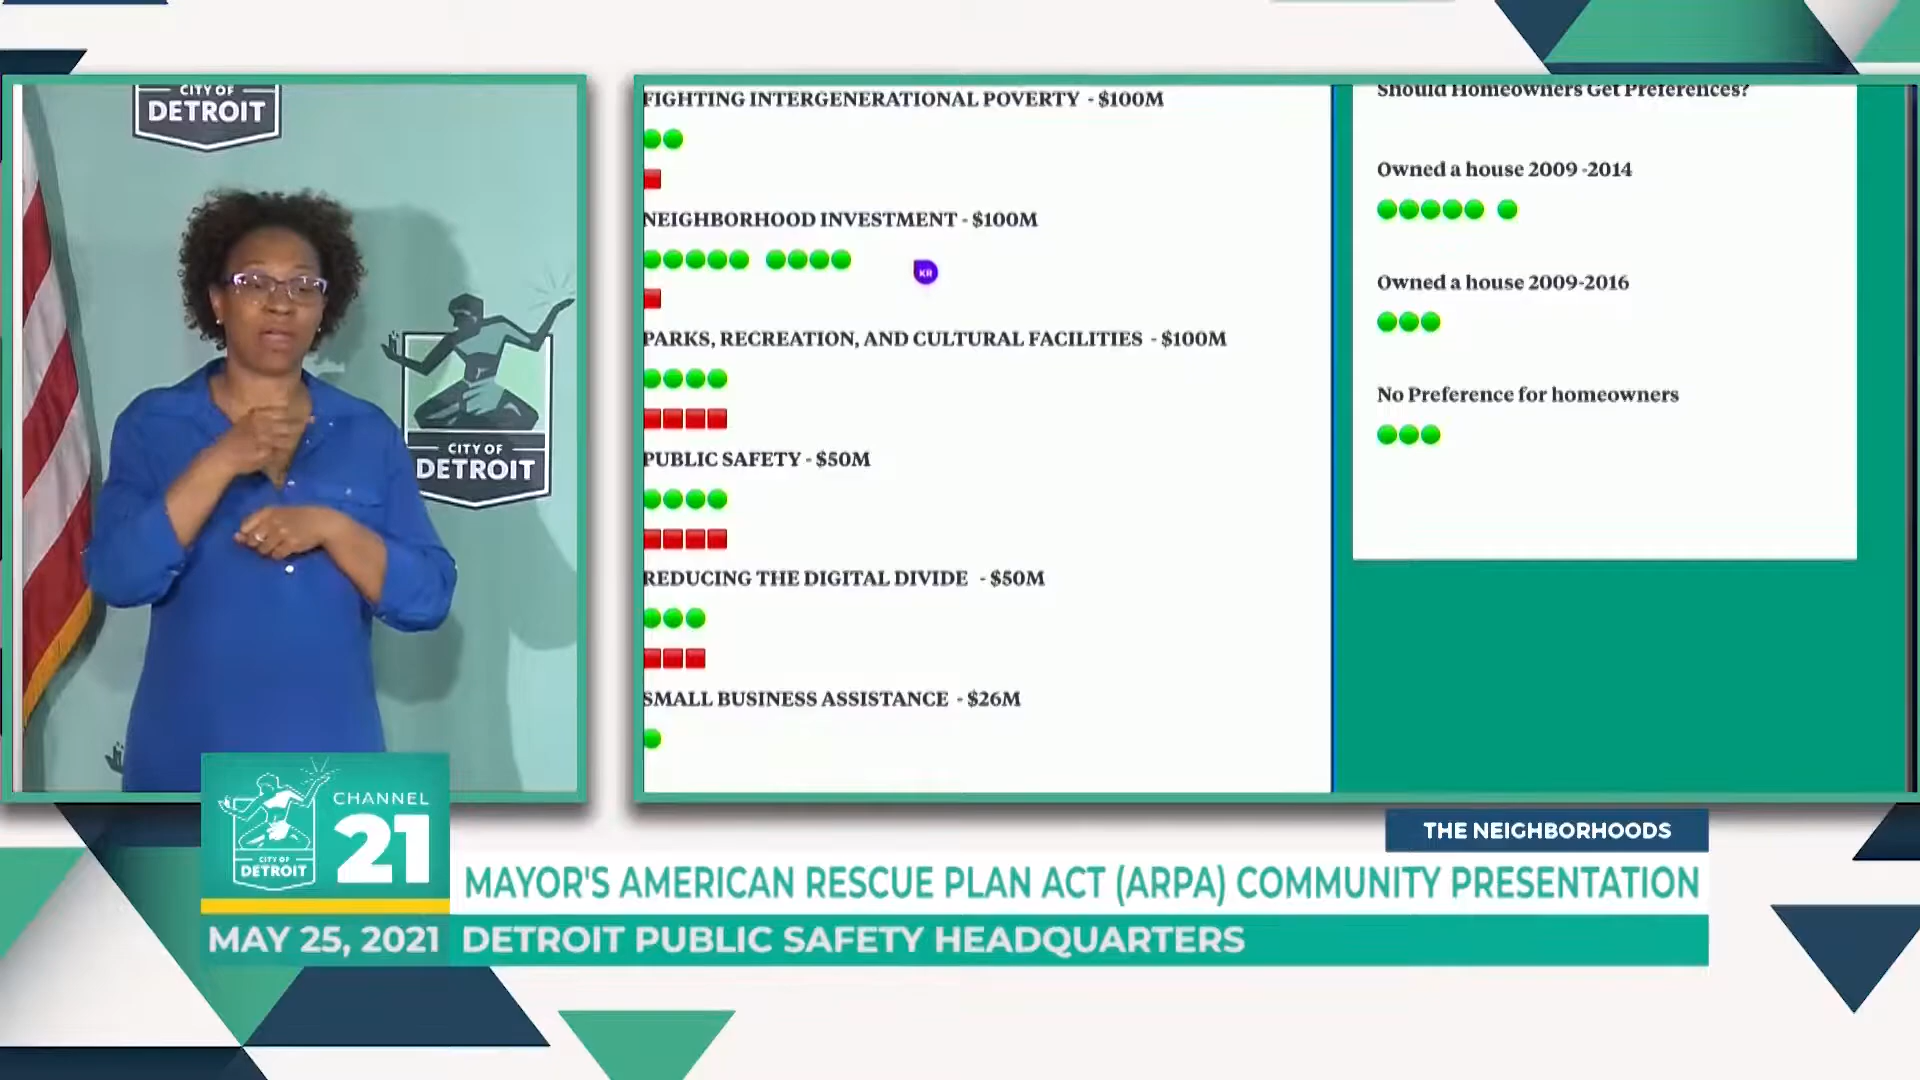 CITY OF
DETROIT
CITY OF
DETROIT
FIGHTING INTERGENERATIONAL POVERTY - $100M
NEIGHBORHOOD INVESTMENT - $100M
KR
PARKS, RECREATION, AND CULTURAL FACILITIES - $100M
PUBLIC SAFETY - $50M
REDUCING THE DIGITAL DIVIDE - $50M
SMALL BUSINESS ASSISTANCE - $26M
Should Homeowners Get Preferences?
Owned a house 2009 -2014
Owned a house 2009-2016
No Preference for homeowners
THE NEIGHBORHOODS
CITY OF
DETROIT
CHANNEL
21
MAYOR'S AMERICAN RESCUE PLAN ACT (ARPA) COMMUNITY PRESENTATION
MAY 25, 2021
DETROIT PUBLIC SAFETY HEADQUARTERS